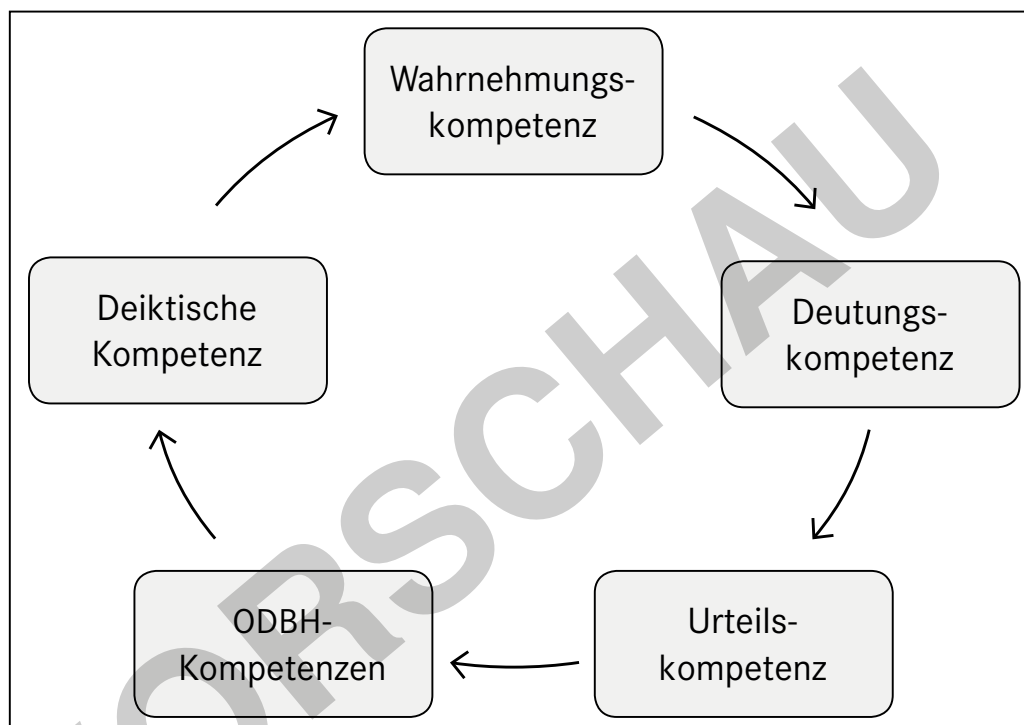 Wahrnehmungs-
kompetenz
Deutungs-
kompetenz
Urteils-
kompetenz
ODBH-
Kompetenzen
Deiktische
Kompetenz
VORSCHAU